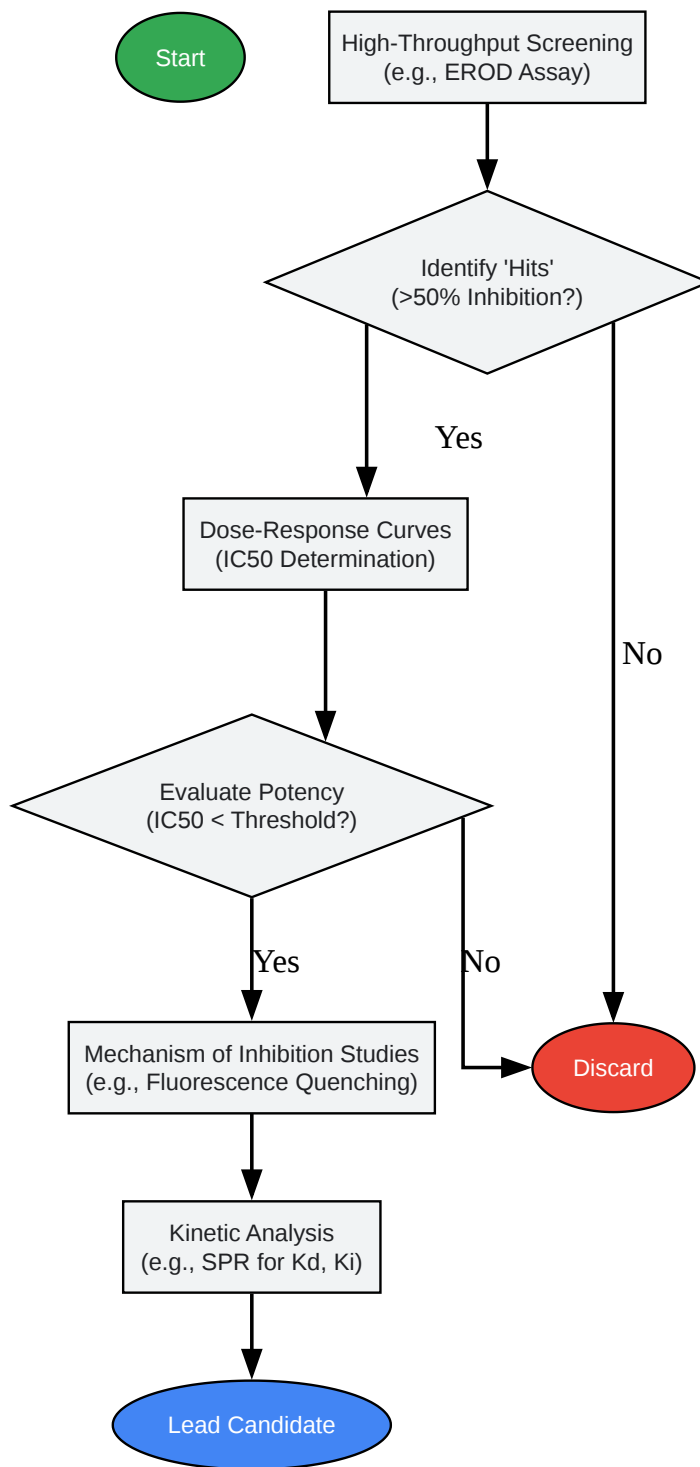 Start
High-Throughput Screening
(e.g., EROD Assay)
Identify 'Hits'
(>50% Inhibition?)
Yes
Dose-Response Curves
(IC50 Determination)
No
Evaluate Potency
(IC50 < Threshold?)
Yes
No
Mechanism of Inhibition Studies
(e.g., Fluorescence Quenching)
Discard
Kinetic Analysis
(e.g., SPR for Kd, Ki)
Lead Candidate